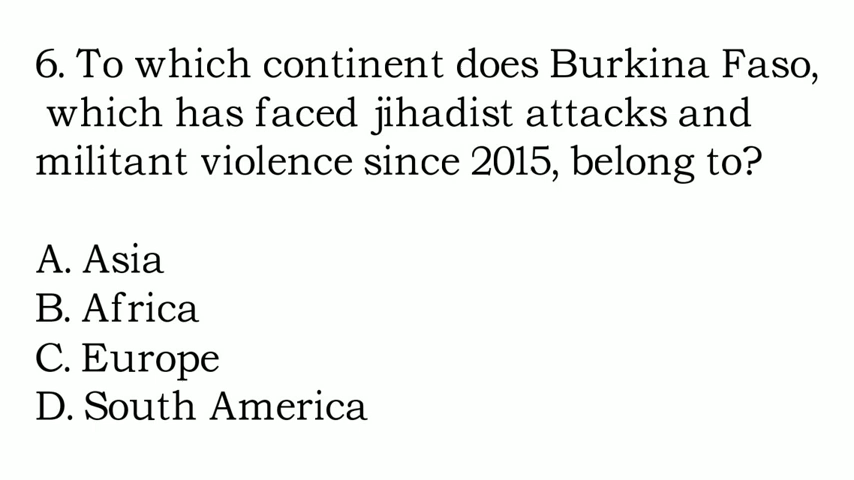 6. To which continent does Burkina Faso,
which has faced jihadist attacks and
militant violence since 2015, belong to?
A. Asia
B. Africa
C. Europe
D. South America